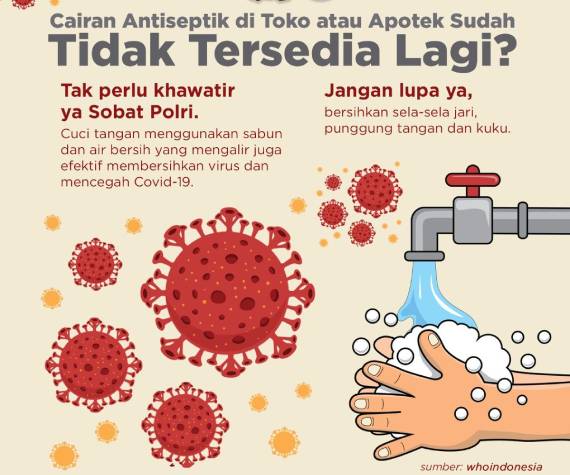 Cairan Antiseptik di Toko atau Apotek Sudah
Tidak Tersedia Lagi?
Tak perlu khawatir
ya Sobat Polri.
Cuci tangan menggunakan sabun
dan air bersih yang mengalir juga
efektif membersihkan virus dan
mencegah Covid-19.
Jangan lupa ya,
bersihkan sela-sela jari,
punggung tangan dan kuku.
sumber: whoindonesia